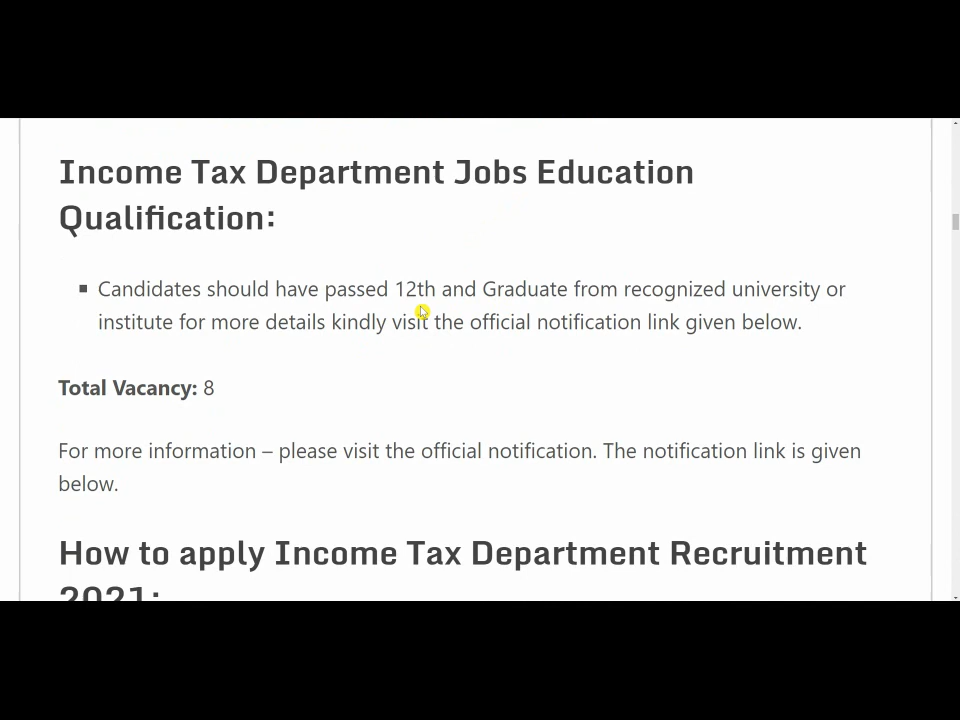 Income Tax Department Jobs Education
Qualification:
▪ Candidates should have passed 12th and Graduate from recognized university or
institute for more details kindly visit the official notification link given below.
Total Vacancy: 8
For more information – please visit the official notification. The notification link is given
below.
How to apply Income Tax Department Recruitment
2021: